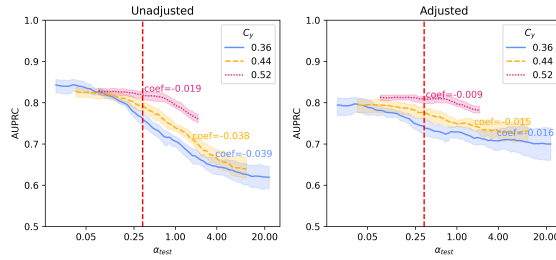 Unadjusted
AUPRC
1.0
0.9
0.8
0.7
0.6
0.5
C_y
0.36
0.44
0.52
coef=-0.019
coef=-0.038
coef=-0.039
0.05
0.25
1.00
4.00
20.00
α_test
Adjusted
AUPRC
1.0
0.9
0.8
0.7
0.6
0.5
C_y
0.36
0.44
0.52
coef=-0.009
coef=-0.015
coef=-0.016
0.05
0.25
1.00
4.00
20.00
α_test